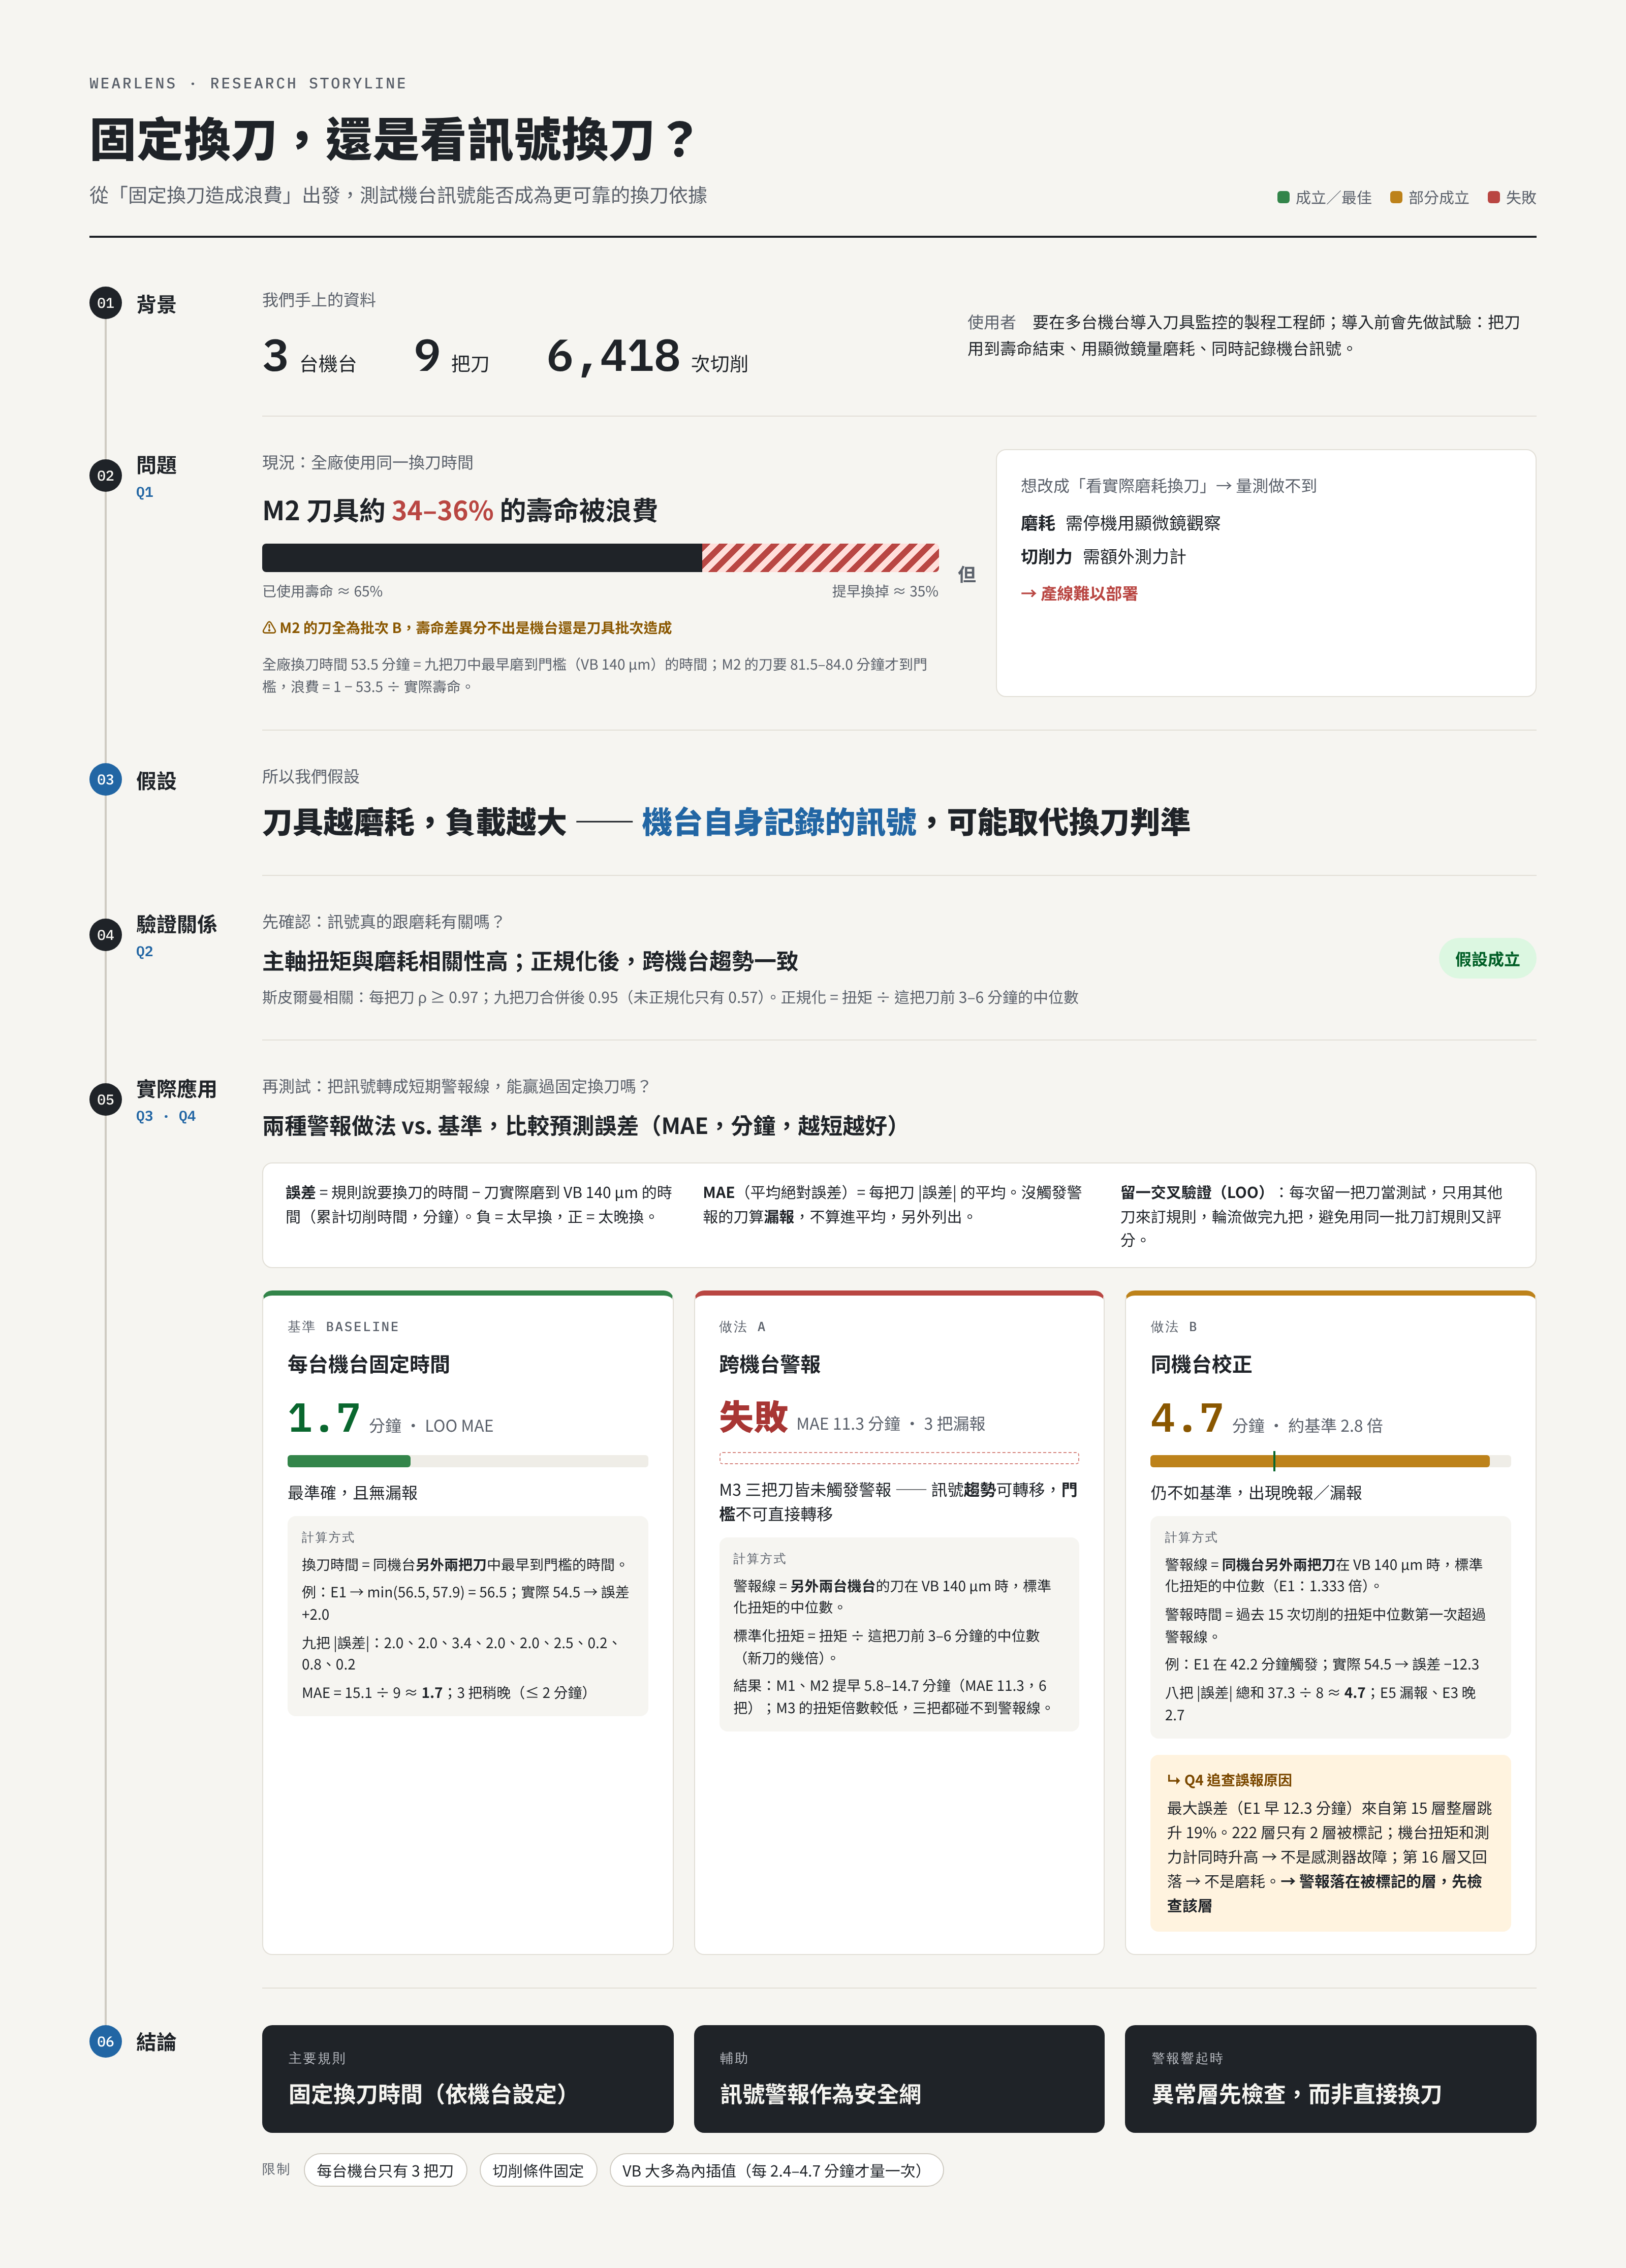 WEARLENS · RESEARCH STORYLINE
固定換刀，還是看訊號換刀？
從「固定換刀造成浪費」出發，測試機台訊號能否成為更可靠的換刀依據
成立／最佳
部分成立
失敗
01 背景
我們手上的資料
3 台機台
9 把刀
6,418 次切削
使用者 要在多台機台導入刀具監控的製程工程師；導入前會先做試驗：把刀
用到壽命結束、用顯微鏡量磨耗、同時記錄機台訊號。
02 問題
Q1
現況：全廠使用同一換刀時間
M2 刀具約 34–36% 的壽命被浪費
已使用壽命 ≈ 65%
提早換掉 ≈ 35%
⚠ M2 的刀全為批次 B，壽命差異分不出是機台還是刀具批次造成
全廠換刀時間 53.5 分鐘 = 九把刀中最早磨到門檻（VB 140 µm）的時間；M2 的刀要 81.5–84.0 分鐘才到門
檻，浪費 = 1 − 53.5 ÷ 實際壽命。
但
想改成「看實際磨耗換刀」→ 量測做不到
磨耗 需停機用顯微鏡觀察
切削力 需額外測力計
→ 產線難以部署
03 假設
所以我們假設
刀具越磨耗，負載越大 —— 機台自身記錄的訊號，可能取代換刀判準
04 驗證關係
Q2
先確認：訊號真的跟磨耗有關嗎？
主軸扭矩與磨耗相關性高；正規化後，跨機台趨勢一致
斯皮爾曼相關：每把刀 ρ ≥ 0.97；九把刀合併後 0.95（未正規化只有 0.57）。正規化 = 扭矩 ÷ 這把刀前 3–6 分鐘的中位數
假設成立
05 實際應用
Q3 · Q4
再測試：把訊號轉成短期警報線，能贏過固定換刀嗎？
兩種警報做法 vs. 基準，比較預測誤差（MAE，分鐘，越短越好）
誤差 = 規則說要換刀的時間 − 刀實際磨到 VB 140 µm 的時
間（累計切削時間，分鐘）。負 = 太早換，正 = 太晚換。
MAE（平均絕對誤差）= 每把刀 |誤差| 的平均。沒觸發警
報的刀算漏報，不算進平均，另外列出。
留一交叉驗證（LOO）：每次留一把刀當測試，只用其他
刀來訂規則，輪流做完九把，避免用同一批刀訂規則又評
分。
基準 BASELINE
每台機台固定時間
1.7 分鐘 · LOO MAE
最準確，且無漏報
計算方式
換刀時間 = 同機台另外兩把刀中最早到門檻的時間。
例：E1 → min(56.5, 57.9) = 56.5；實際 54.5 → 誤差
+2.0
九把 |誤差|：2.0、2.0、3.4、2.0、2.0、2.5、0.2、
0.8、0.2
MAE = 15.1 ÷ 9 ≈ 1.7；3 把稍晚（≤ 2 分鐘）
做法 A
跨機台警報
失敗 MAE 11.3 分鐘 · 3 把漏報
M3 三把刀皆未觸發警報 —— 訊號趨勢可轉移，門
檻不可直接轉移
計算方式
警報線 = 另外兩台機台的刀在 VB 140 µm 時，標準
化扭矩的中位數。
標準化扭矩 = 扭矩 ÷ 這把刀前 3–6 分鐘的中位數
（新刀的幾倍）。
結果：M1、M2 提早 5.8–14.7 分鐘（MAE 11.3，6
把）；M3 的扭矩倍數較低，三把都碰不到警報線。
做法 B
同機台校正
4.7 分鐘 · 約基準 2.8 倍
仍不如基準，出現晚報／漏報
計算方式
警報線 = 同機台另外兩把刀在 VB 140 µm 時，標準
化扭矩的中位數（E1：1.333 倍）。
警報時間 = 過去 15 次切削的扭矩中位數第一次超過
警報線。
例：E1 在 42.2 分鐘觸發；實際 54.5 → 誤差 −12.3
八把 |誤差| 總和 37.3 ÷ 8 ≈ 4.7；E5 漏報、E3 晚
2.7
↳ Q4 追查誤報原因
最大誤差（E1 早 12.3 分鐘）來自第 15 層整層跳
升 19%。222 層只有 2 層被標記；機台扭矩和測
力計同時升高 → 不是感測器故障；第 16 層又回
落 → 不是磨耗。→ 警報落在被標記的層，先檢
查該層
06 結論
主要規則
固定換刀時間（依機台設定）
輔助
訊號警報作為安全網
警報響起時
異常層先檢查，而非直接換刀
限制 每台機台只有 3 把刀 切削條件固定 VB 大多為內插值（每 2.4–4.7 分鐘才量一次）